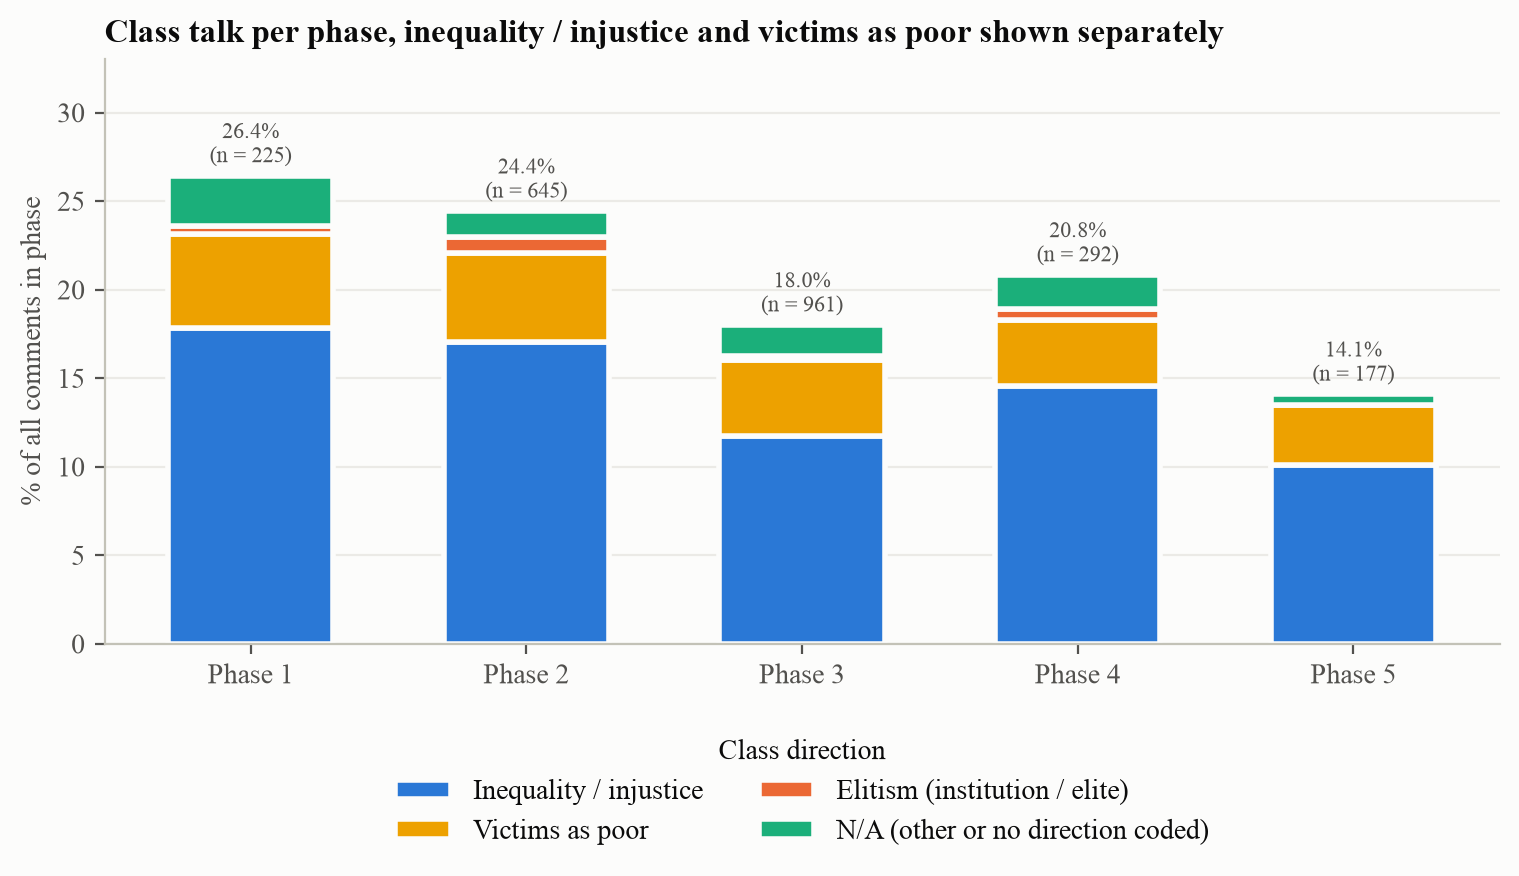 Class talk per phase, inequality / injustice and victims as poor shown separately
% of all comments in phase
30
25
20
15
10
5
0
26.4%
(n = 225)
24.4%
(n = 645)
18.0%
(n = 961)
20.8%
(n = 292)
14.1%
(n = 177)
Phase 1
Phase 2
Phase 3
Phase 4
Phase 5
Class direction
Inequality / injustice
Victims as poor
Elitism (institution / elite)
N/A (other or no direction coded)